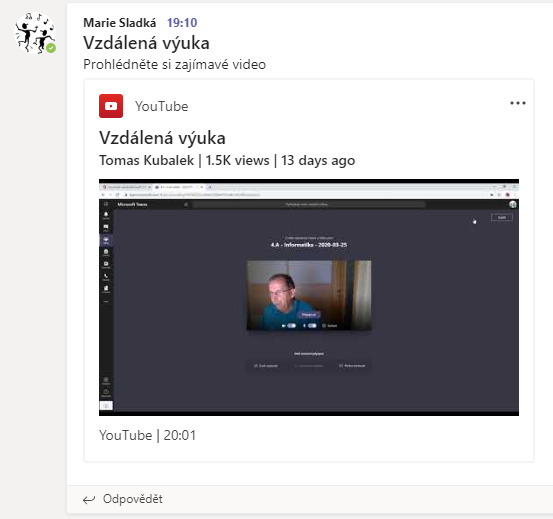 Marie Sladká 19:10
Vzdálená výuka
Prohlédněte si zajímavé video
YouTube
Vzdálená výuka
Tomas Kubalek | 1.5K views | 13 days ago
Microsoft Teams
4.A - Informatika - 2020-03-25
YouTube | 20:01
Odpovědět